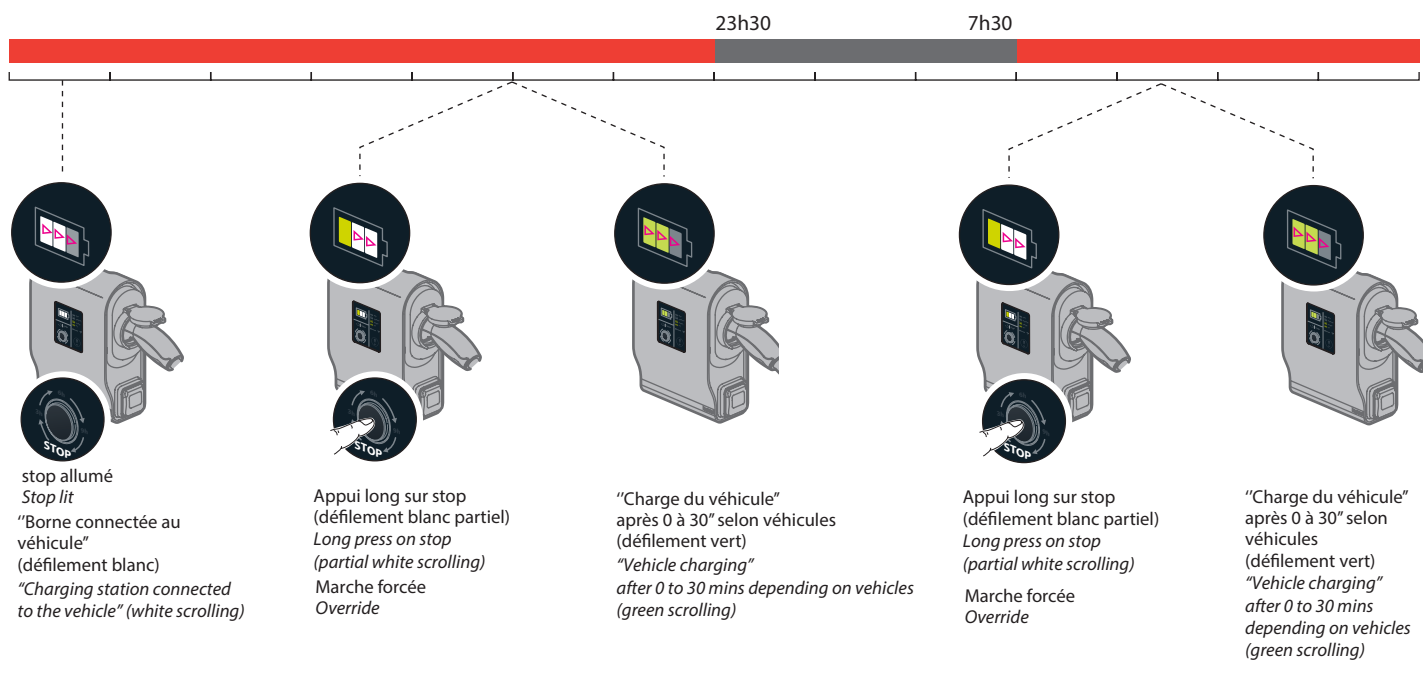 23h30
7h30
STOP
stop allumé
Stop lit
‘‘Borne connectée au
véhicule’’
(défilement blanc)
“Charging station connected
to the vehicle” (white scrolling)
STOP
Appui long sur stop
(défilement blanc partiel)
Long press on stop
(partial white scrolling)
Marche forcée
Override
‘‘Charge du véhicule’’
après 0 à 30’’ selon véhicules
(défilement vert)
“Vehicle charging”
after 0 to 30 mins depending on vehicles
(green scrolling)
STOP
Appui long sur stop
(défilement blanc partiel)
Long press on stop
(partial white scrolling)
Marche forcée
Override
‘‘Charge du véhicule’’
après 0 à 30’’ selon
véhicules
(défilement vert)
“Vehicle charging”
after 0 to 30 mins
depending on vehicles
(green scrolling)